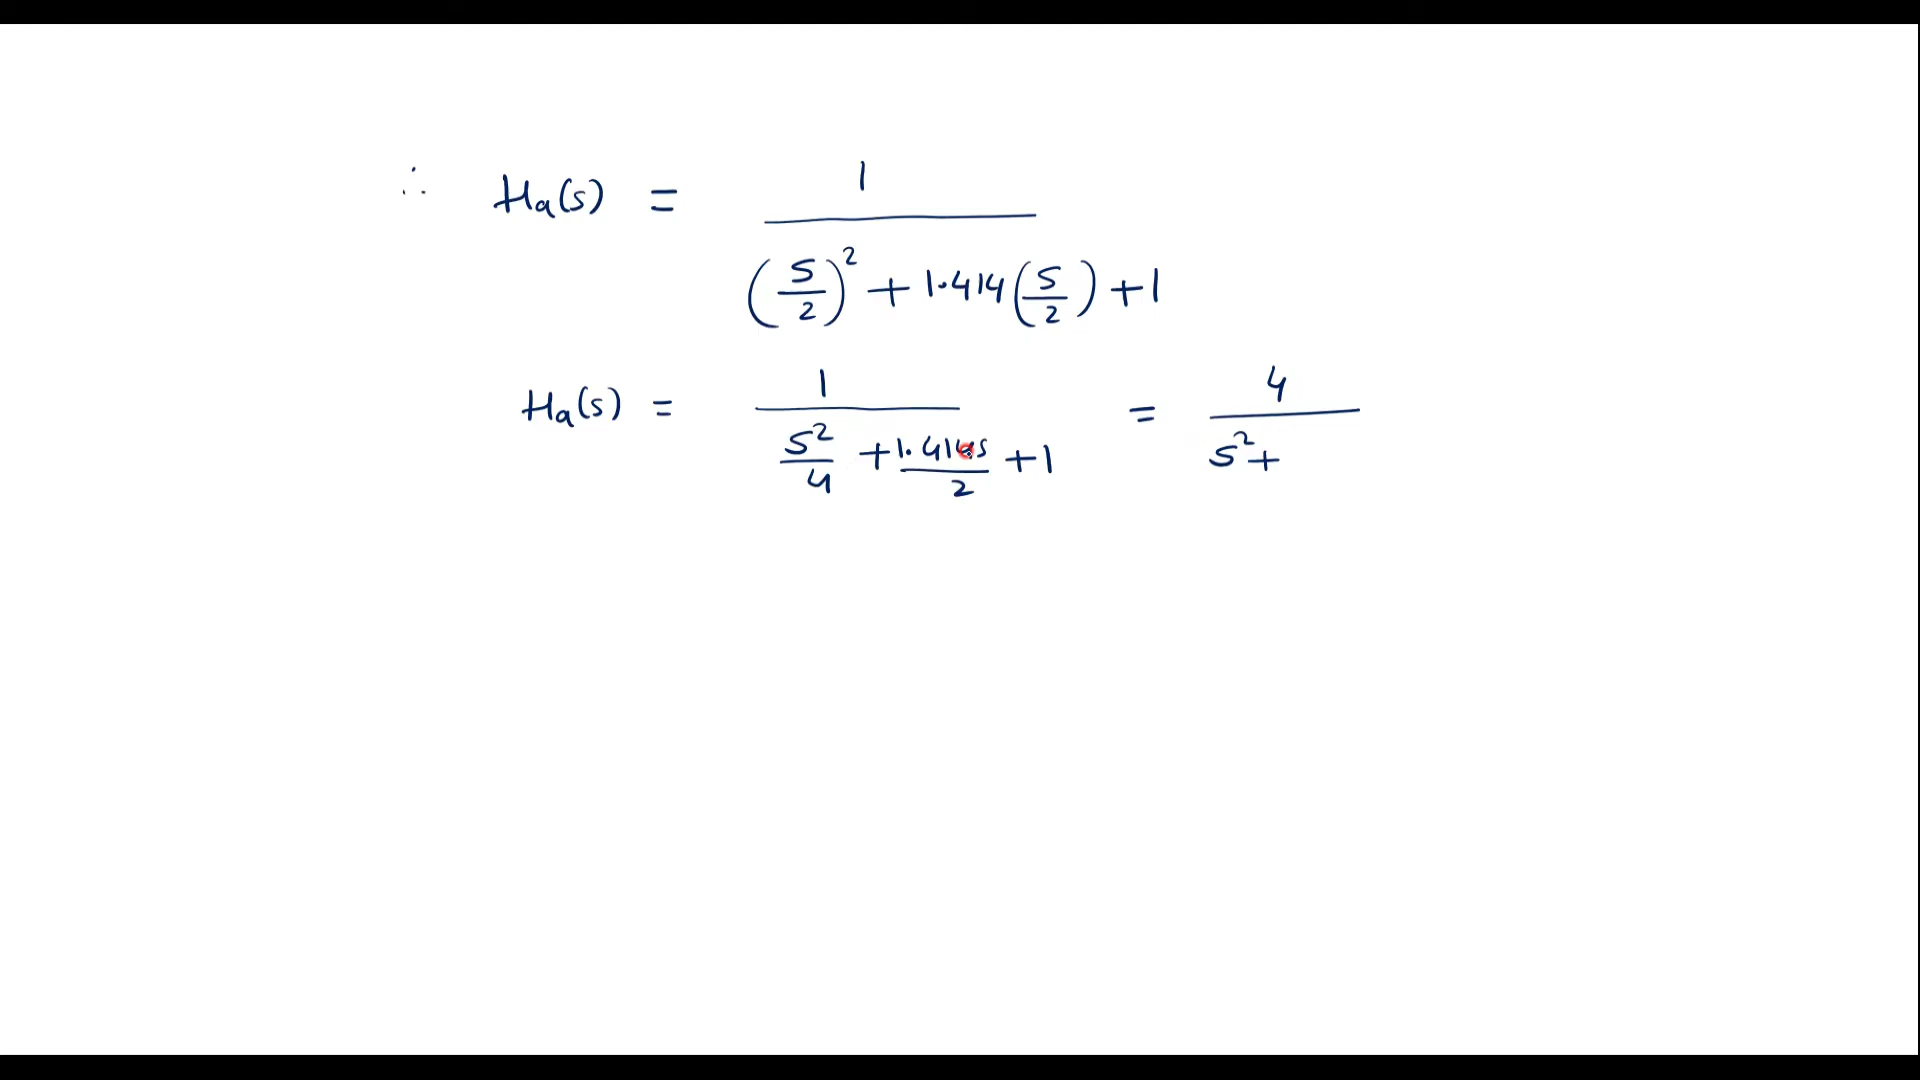 ∴ Ha(s) = 1 / ((s/2)² + 1.414(s/2) + 1)
Ha(s) = 1 / (s²/4 + 1.414s/2 + 1) = 4 / (s² +